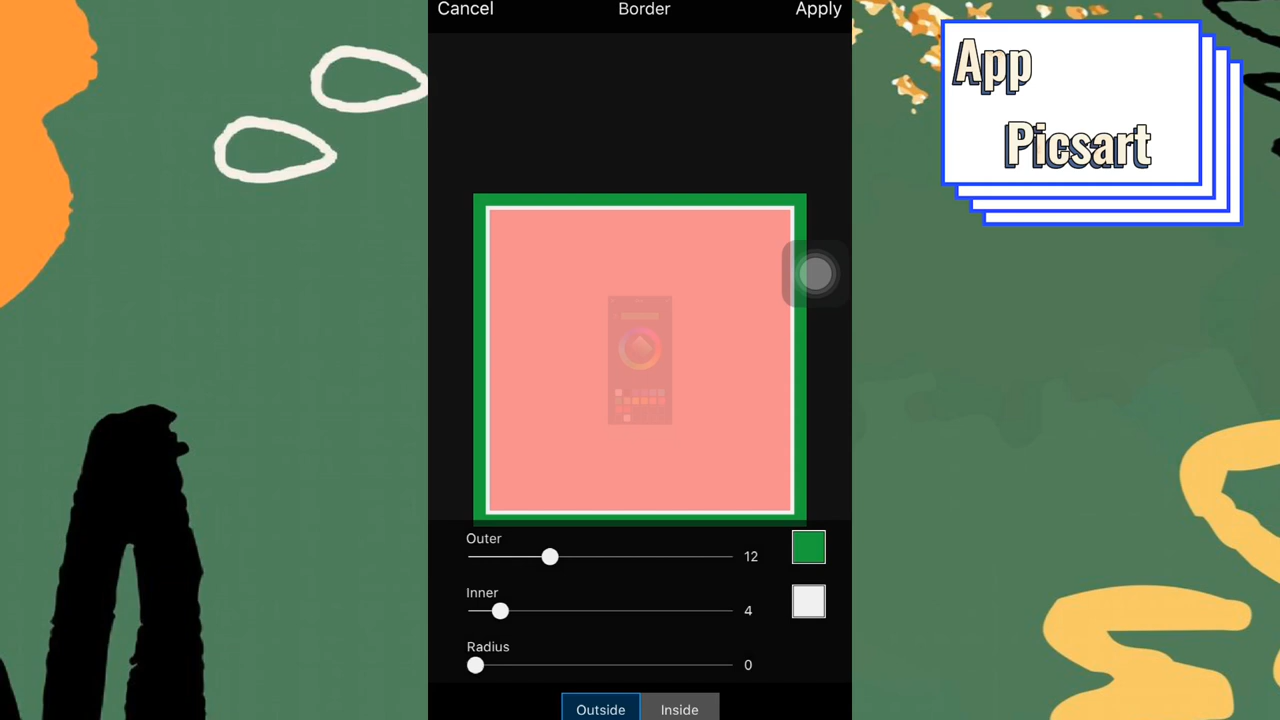 Cancel Border Apply
App
Picsart
Outer
12
Inner
4
Radius
0
Outside Inside